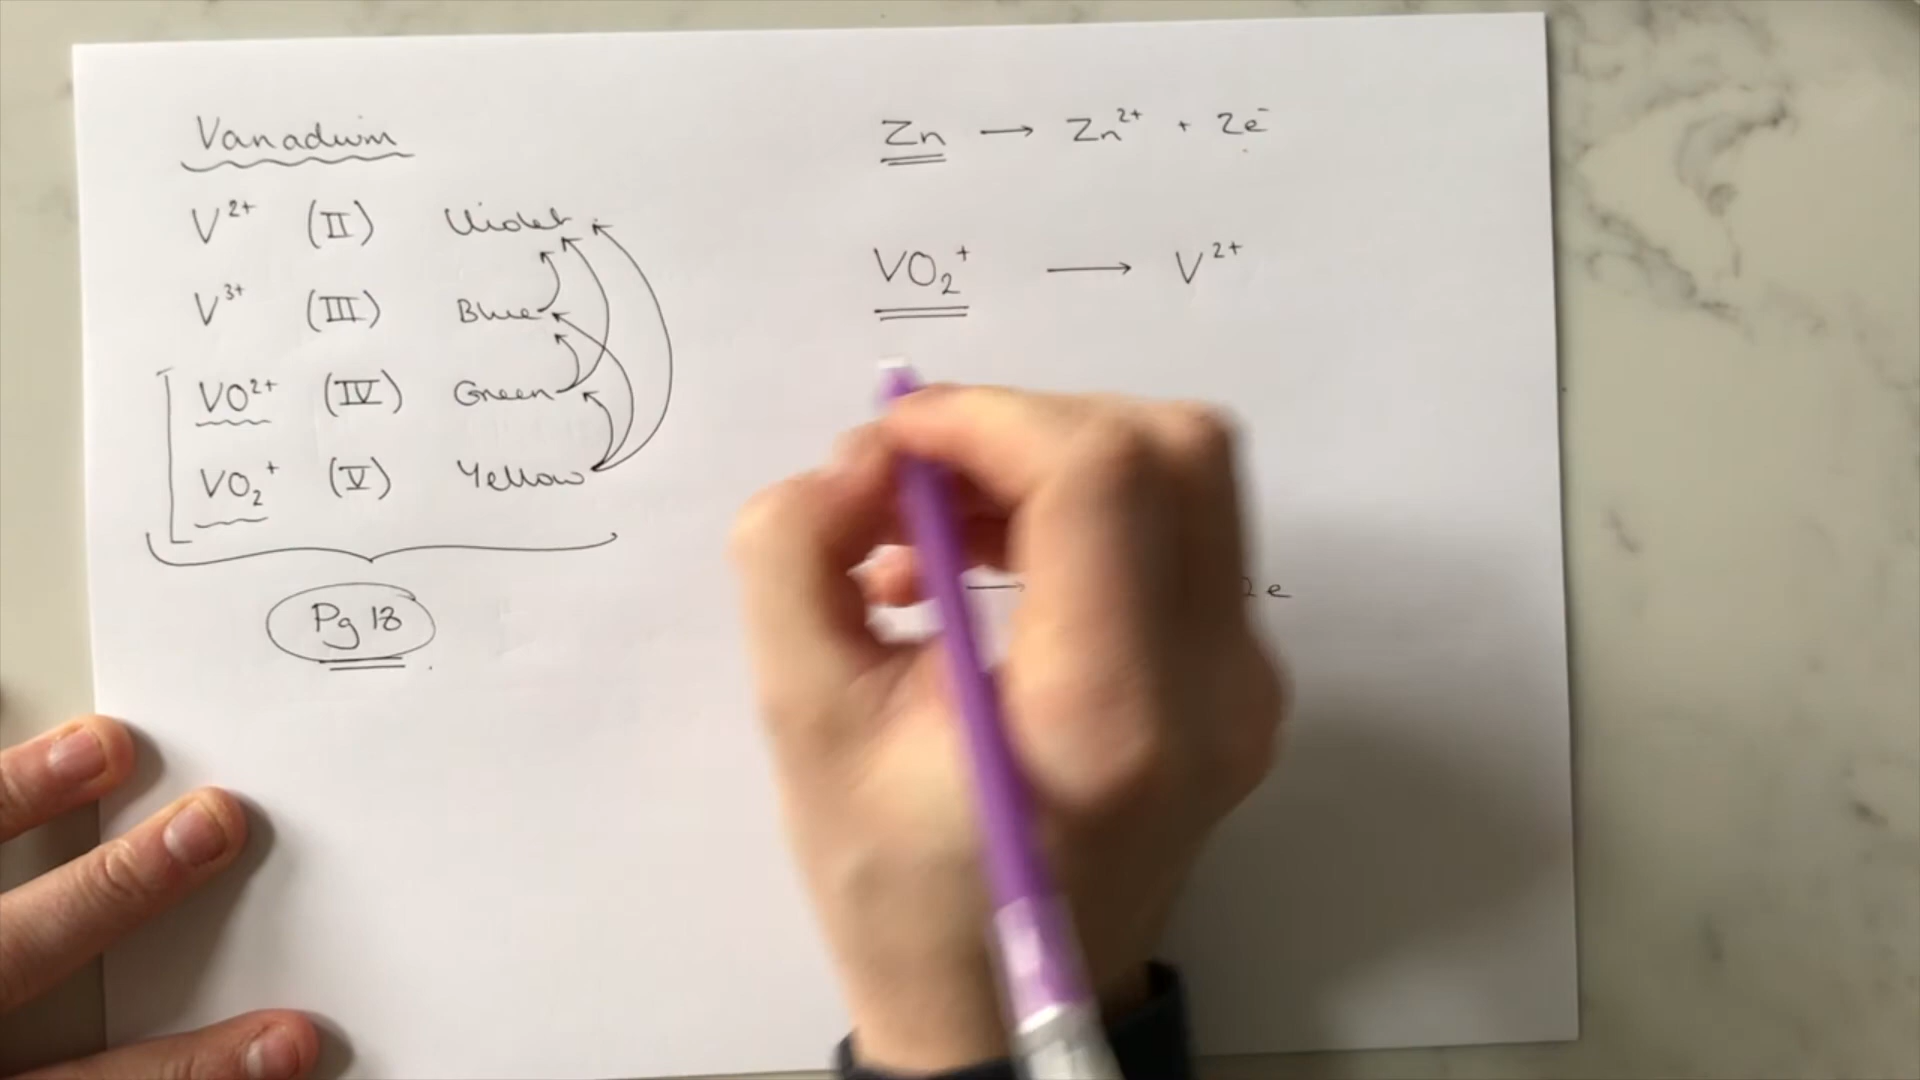 Vanadium
V²⁺ (II) Violet
V³⁺ (III) Blue
VO²⁺ (IV) Green
VO₂⁺ (V) Yellow
Pg 18
Zn → Zn²⁺ + 2e⁻
VO₂⁺ → V²⁺
→ 2e